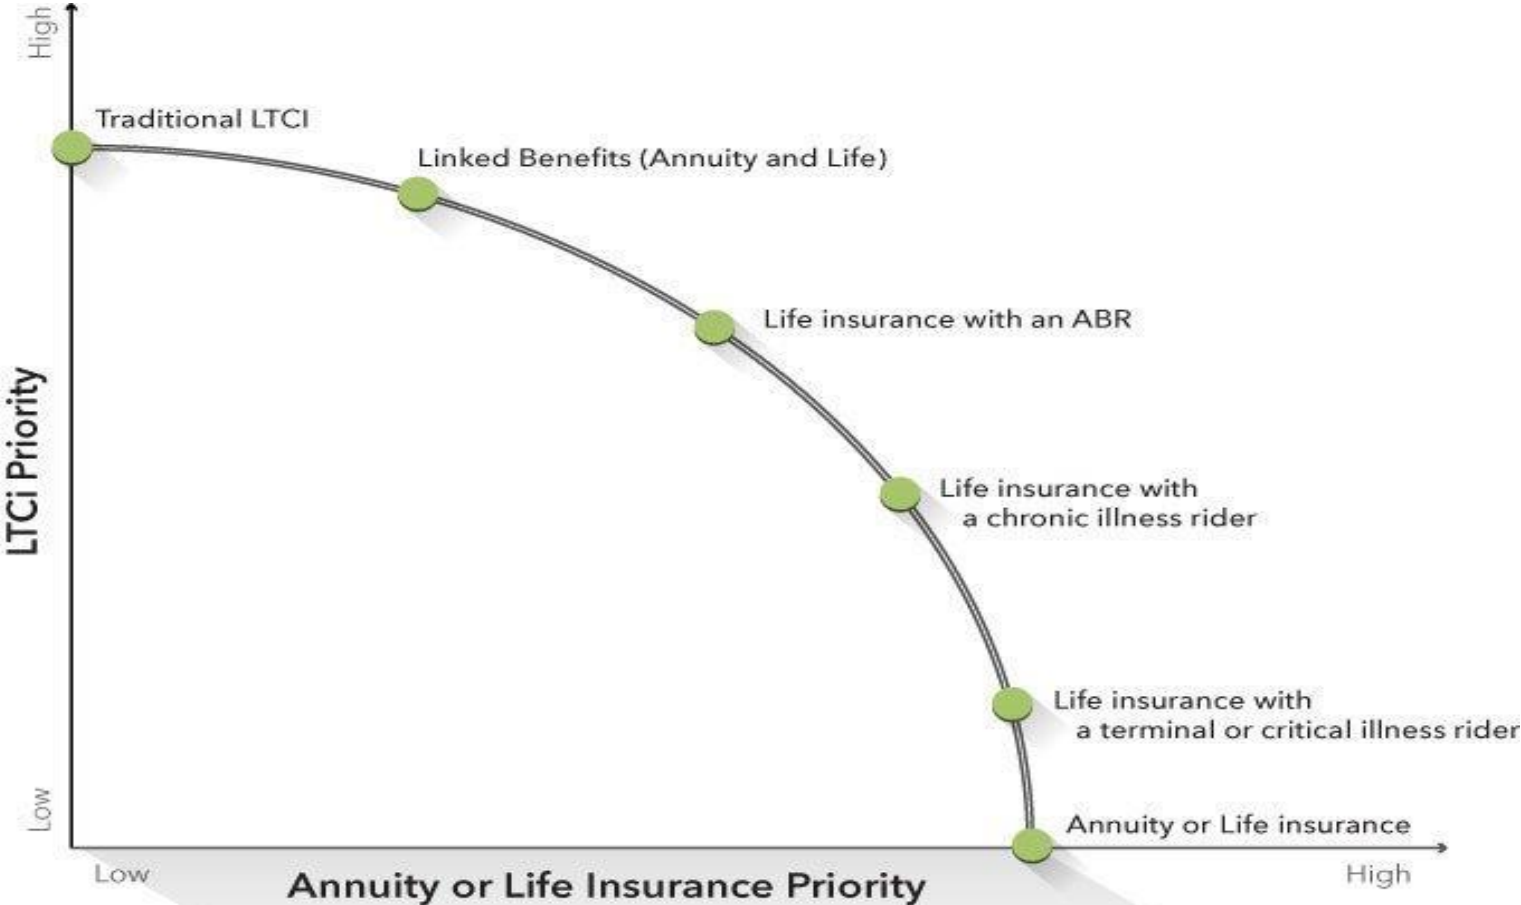 High
Traditional LTCI
Linked Benefits (Annuity and Life)
Life insurance with an ABR
LTCi Priority
Life insurance with
a chronic illness rider
Life insurance with
a terminal or critical illness rider
Low
Annuity or Life insurance
Low
High
Annuity or Life Insurance Priority